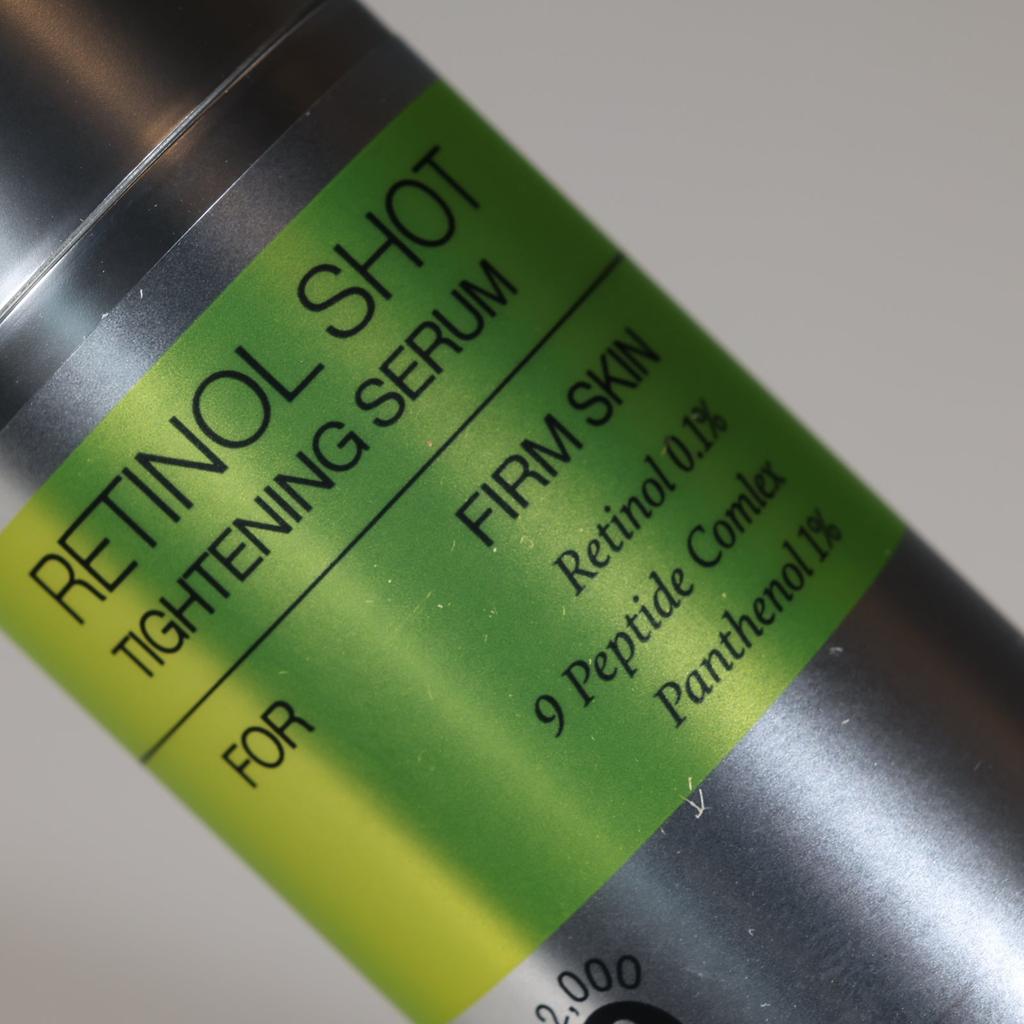 RETINOL SHOT
TIGHTENING SERUM
FOR FIRM SKIN
Retinol 0.1%
9 Peptide Comlex
Panthenol 1%
2,000